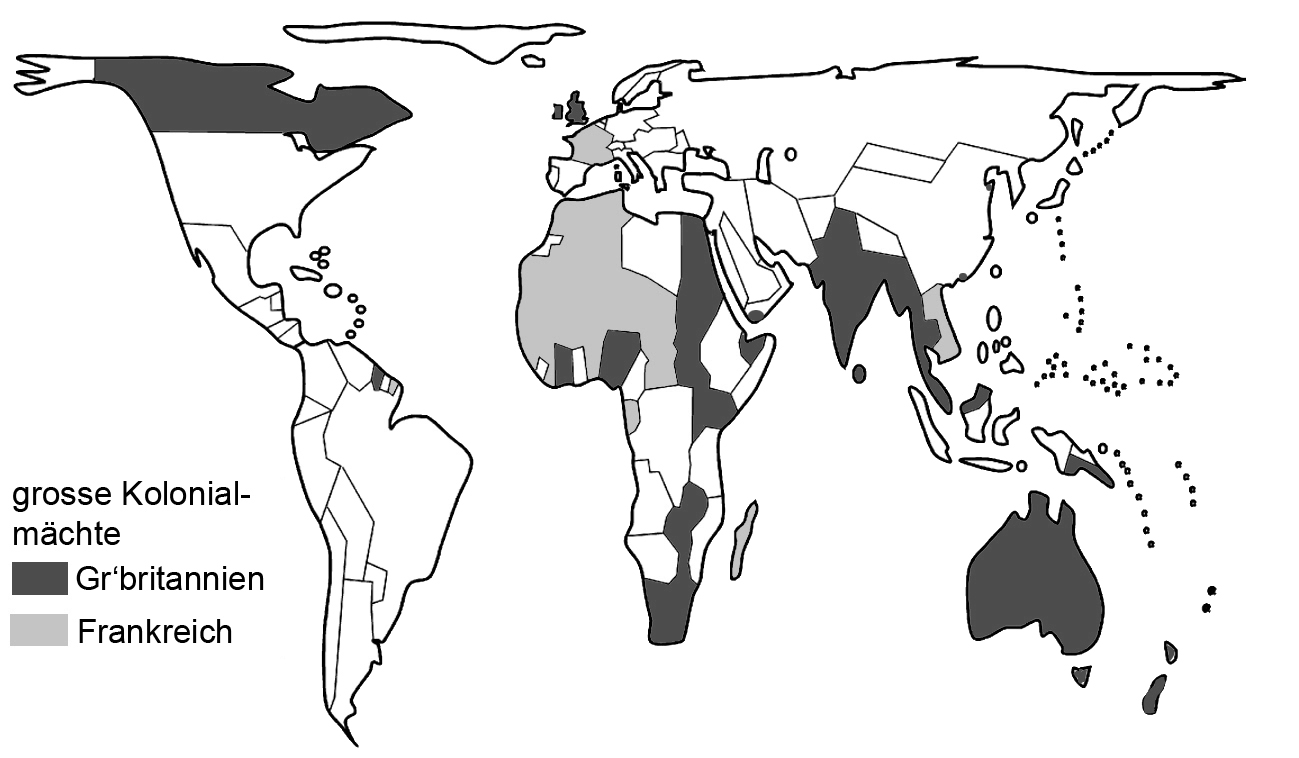 grosse Kolonial-
mächte
Gr‘britannien
Frankreich